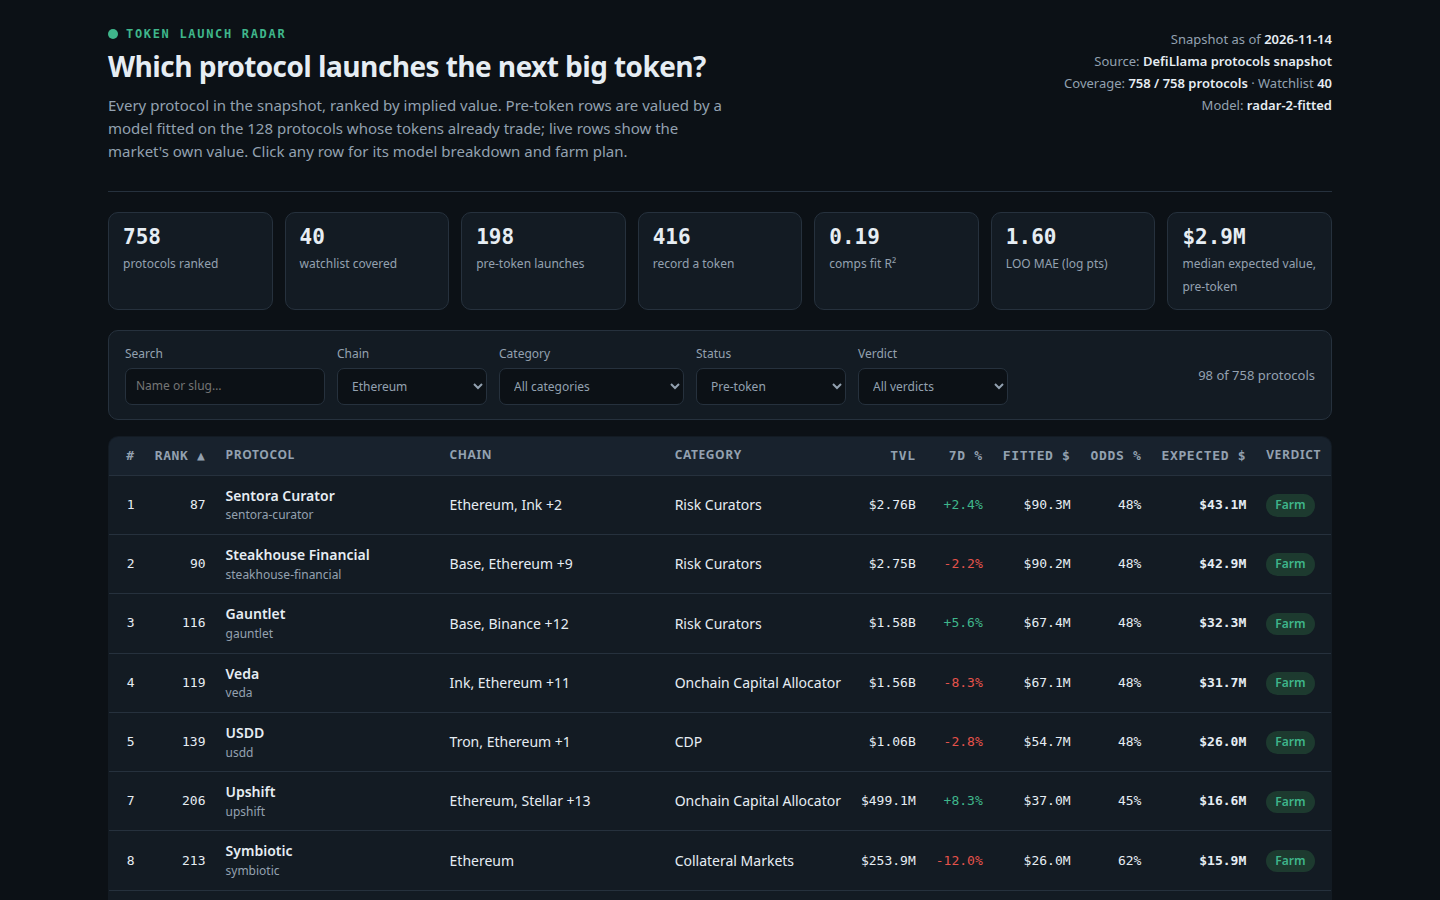 TOKEN LAUNCH RADAR
Which protocol launches the next big token?
Every protocol in the snapshot, ranked by implied value. Pre-token rows are valued by a
model fitted on the 128 protocols whose tokens already trade; live rows show the
market's own value. Click any row for its model breakdown and farm plan.
Snapshot as of 2026-11-14
Source: DefiLlama protocols snapshot
Coverage: 758 / 758 protocols · Watchlist 40
Model: radar-2-fitted
758
protocols ranked
40
watchlist covered
198
pre-token launches
416
record a token
0.19
comps fit R²
1.60
LOO MAE (log pts)
$2.9M
median expected value,
pre-token
Search
Name or slug...
Chain
Ethereum
Category
All categories
Status
Pre-token
Verdict
All verdicts
98 of 758 protocols
# RANK ▲ PROTOCOL CHAIN CATEGORY TVL 7D % FITTED $ ODDS % EXPECTED $ VERDICT
1 87 Sentora Curator Ethereum, Ink +2 Risk Curators $2.76B +2.4% $90.3M 48% $43.1M Farm
sentora-curator
2 90 Steakhouse Financial Base, Ethereum +9 Risk Curators $2.75B -2.2% $90.2M 48% $42.9M Farm
steakhouse-financial
3 116 Gauntlet Base, Binance +12 Risk Curators $1.58B +5.6% $67.4M 48% $32.3M Farm
gauntlet
4 119 Veda Ink, Ethereum +11 Onchain Capital Allocator $1.56B -8.3% $67.1M 48% $31.7M Farm
veda
5 139 USDD Tron, Ethereum +1 CDP $1.06B -2.8% $54.7M 48% $26.0M Farm
usdd
7 206 Upshift Ethereum, Stellar +13 Onchain Capital Allocator $499.1M +8.3% $37.0M 45% $16.6M Farm
upshift
8 213 Symbiotic Ethereum Collateral Markets $253.9M -12.0% $26.0M 62% $15.9M Farm
symbiotic